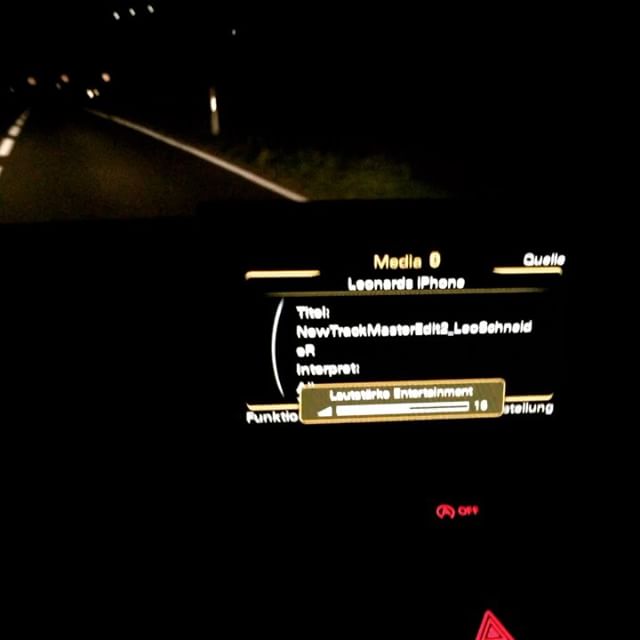 Media
Quelle
Leonards iPhone
Titel:
NewTrackMasterEdit2_LeoSchneid
eR
Interpret:
Lautstärke Entertainment
16
Funktio
stellung
OFF